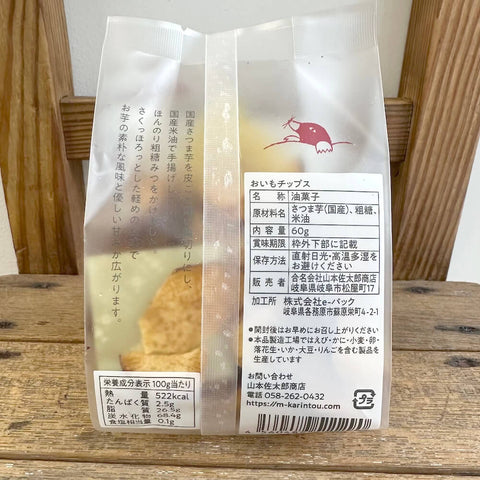 国産さつま芋を皮ご
切りにし、
国産米油で手揚げ
ほんのり粗糖みつをかけ
さくっほろっとした軽めの
で
お芋の素朴な風味と優しい甘
が広がります。
おいもチップス
名 称 油菓子
原材料名 さつま芋(国産)、粗糖、
米油
内 容 量 60g
賞味期限 枠外下部に記載
保存方法 直射日光・高温多湿を
お避けください
販 売 者 合名会社山本佐太郎商店
岐阜県岐阜市松屋町17
加工所 株式会社e-パック
岐阜県各務原市蘇原柴町4-2-1
●開封後はお早めにお召し上がりください
●本品製造工場ではえび・かに・小麦・卵・
落花生・いか・大豆・りんごを含む製品を
生産しています
お問い合わせ
山本佐太郎商店
電話 058-262-0432
https://m-karintou.com/
プラ
栄養成分表示 100g当たり
熱 量 522kcal
たんぱく質 2.5g
脂 質 26.5g
炭水化物 68.4g
食塩相当量 0.1g